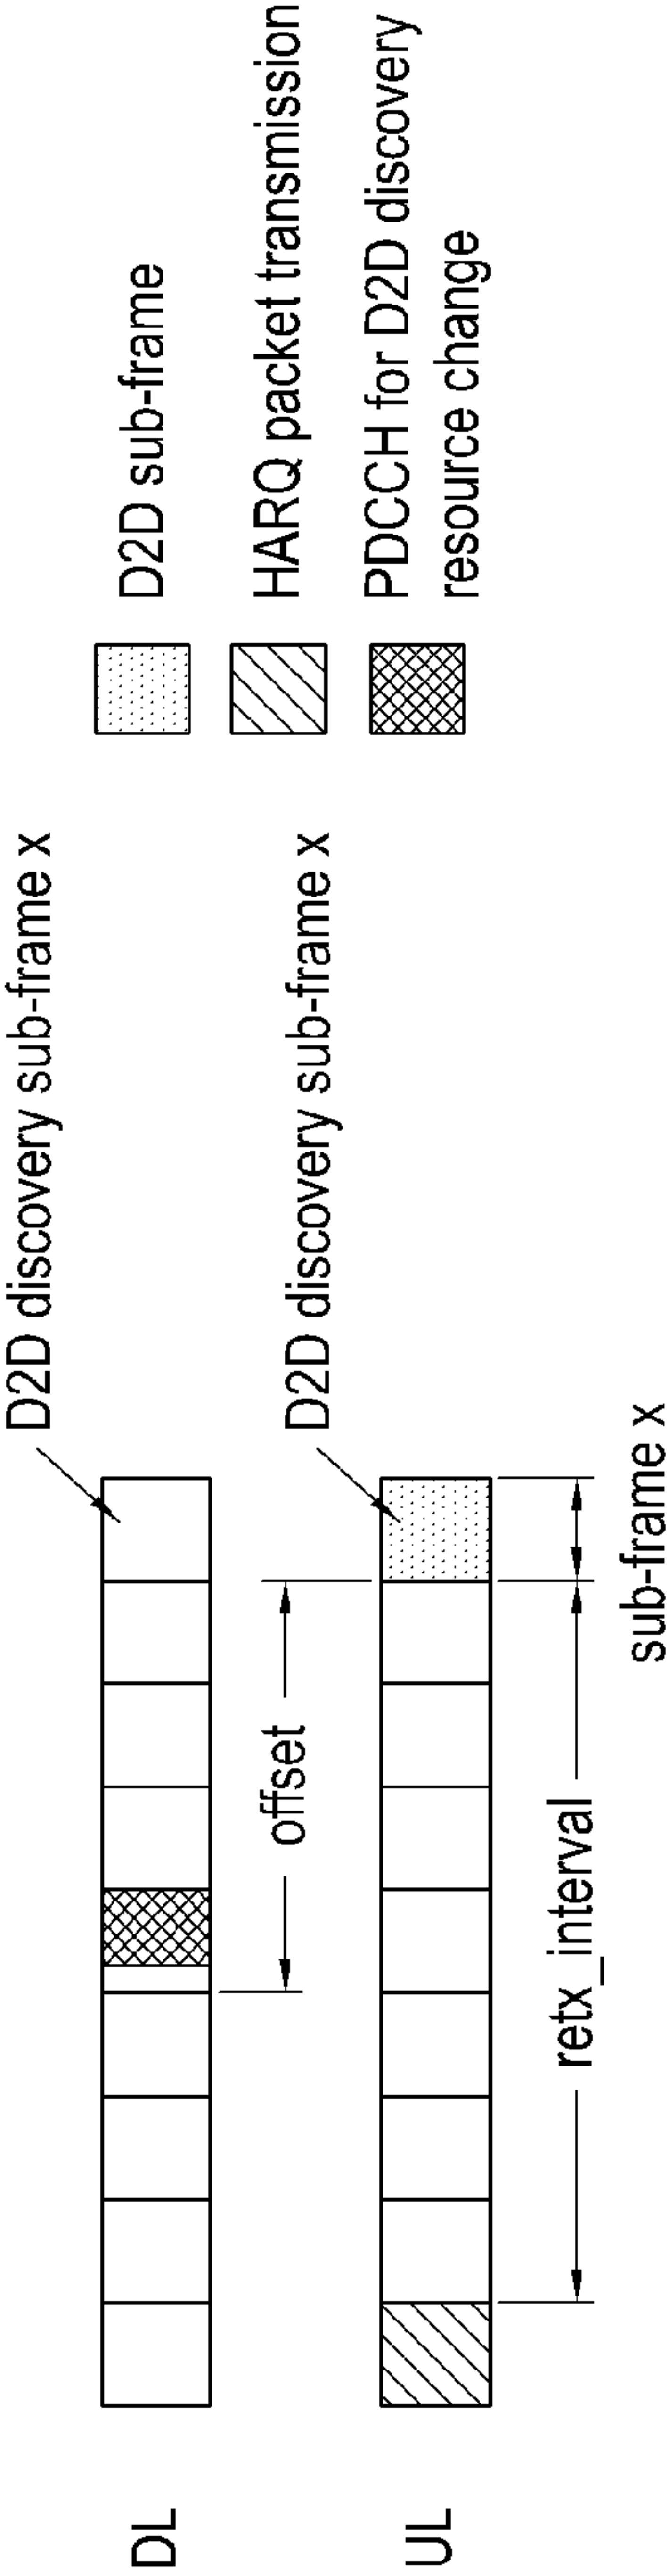 D2D discovery sub-frame x
DL
offset
D2D discovery sub-frame x
UL
retx_interval
sub-frame x
D2D sub-frame
HARQ packet transmission
PDCCH for D2D discovery
resource change